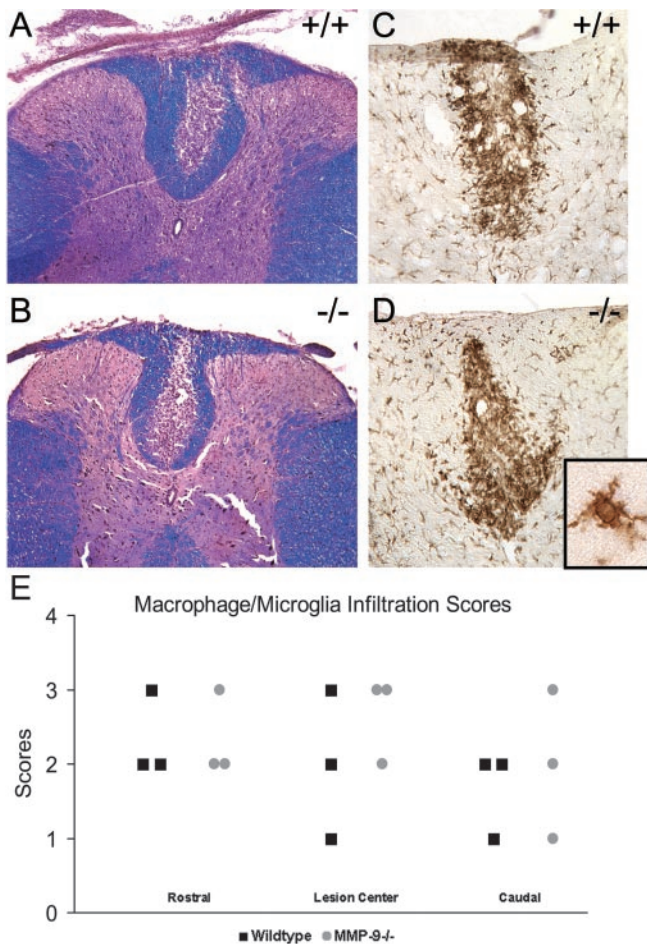 A +/+
C +/+
B -/-
D -/-
E
Macrophage/Microglia Infiltration Scores
4
3
2
1
0
Scores
Rostral Lesion Center Caudal
Wildtype MMP-9-/-